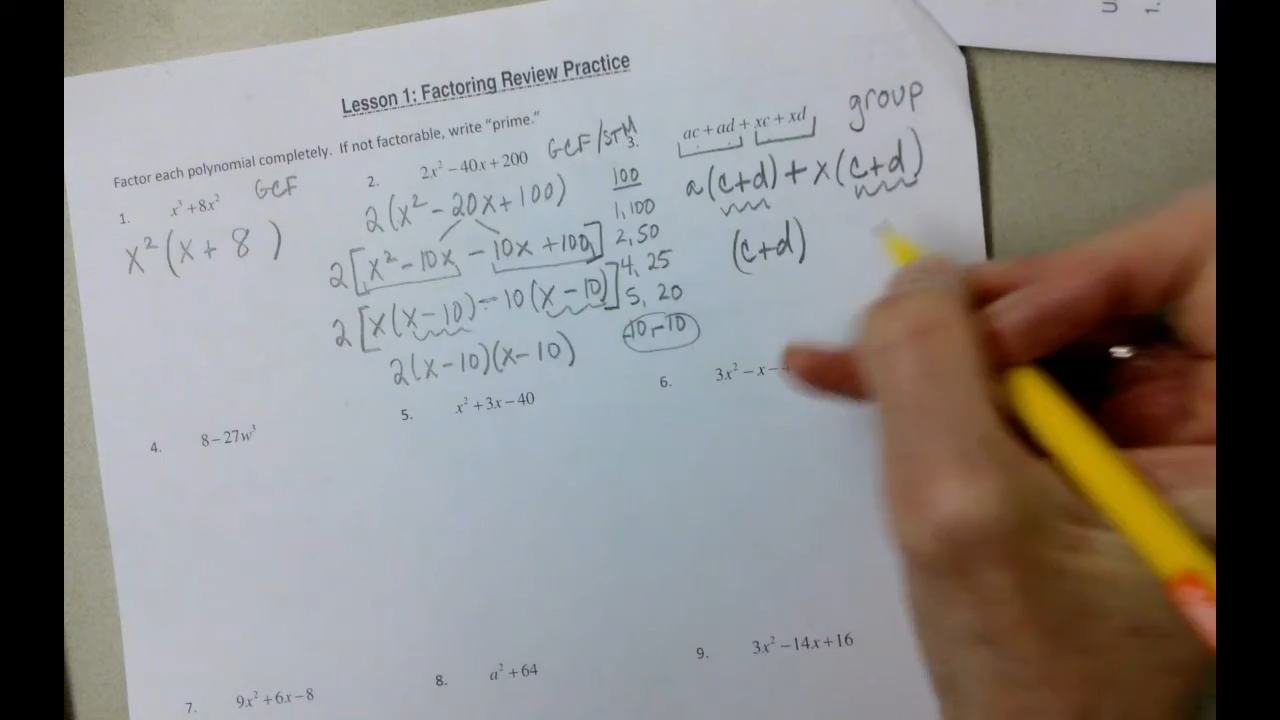 Lesson 1: Factoring Review Practice
Factor each polynomial completely. If not factorable, write "prime."
1. x³ + 8x² GCF
x²(x + 8)
2. 2x² − 40x + 200 GCF/STM
2(x² − 20x + 100)
2[x² − 10x − 10x + 100]
2[x(x − 10) − 10(x − 10)]
2(x − 10)(x − 10)
100
1, 100
2, 50
4, 25
5, 20
-10, -10
3. ac + ad + xc + xd group
a(c+d) + x(c+d)
(c+d)
4. 8 − 27w³
5. x² + 3x − 40
6. 3x² − x −
7. 9x² + 6x − 8
8. a² + 64
9. 3x² − 14x + 16